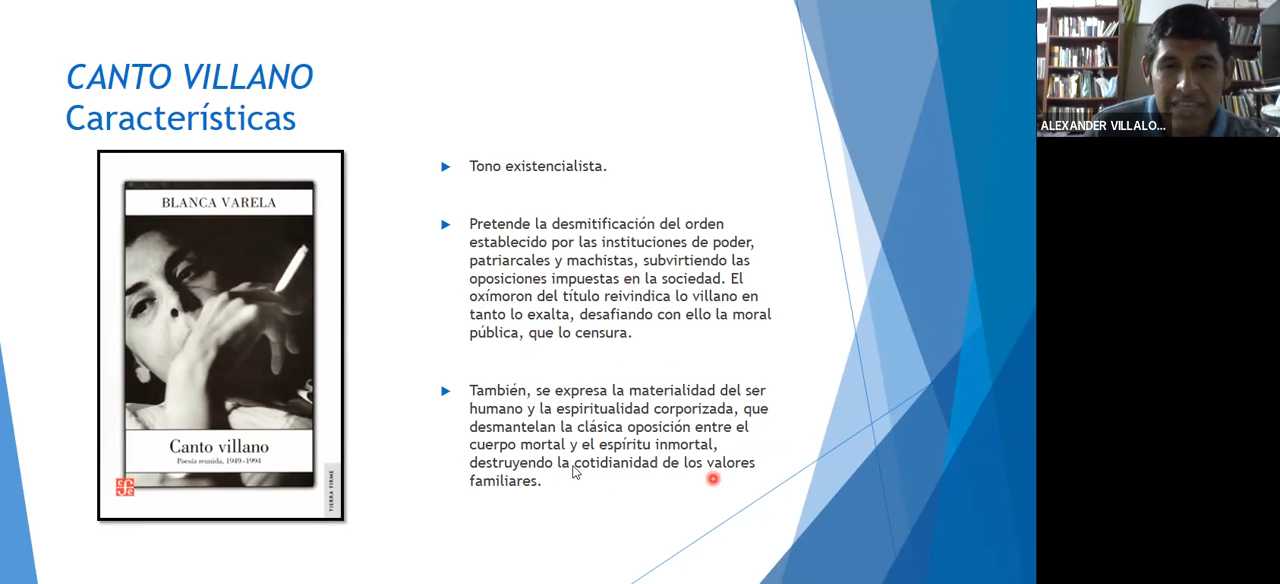 CANTO VILLANO
Características
BLANCA VARELA
Canto villano
Poesía reunida, 1949-1994
TIERRA FIRME
Tono existencialista.
Pretende la desmitificación del orden
establecido por las instituciones de poder,
patriarcales y machistas, subvirtiendo las
oposiciones impuestas en la sociedad. El
oxímoron del título reivindica lo villano en
tanto lo exalta, desafiando con ello la moral
pública, que lo censura.
También, se expresa la materialidad del ser
humano y la espiritualidad corporizada, que
desmantelan la clásica oposición entre el
cuerpo mortal y el espíritu inmortal,
destruyendo la cotidianidad de los valores
familiares.
ALEXANDER VILLALO...